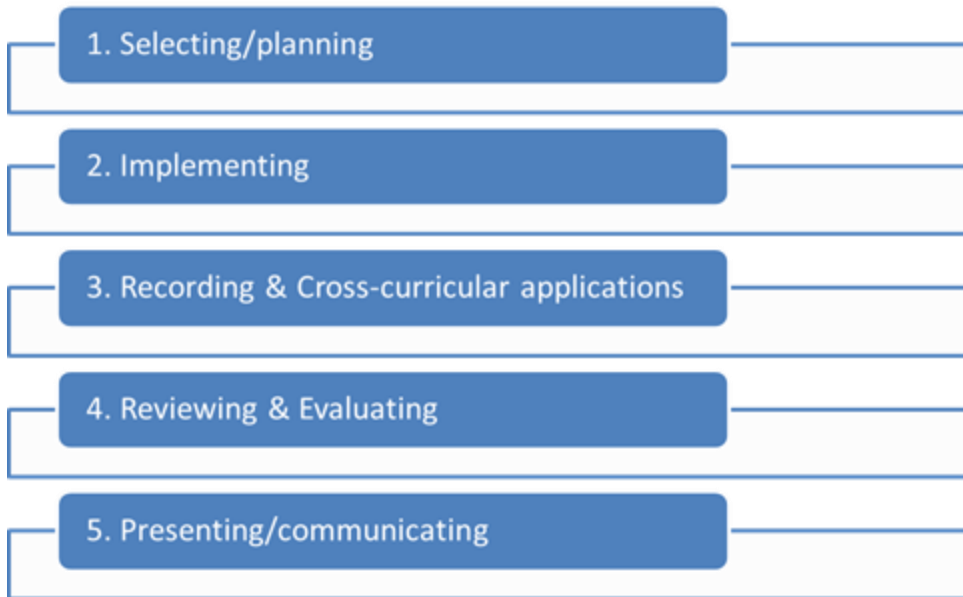 1. Selecting/planning
2. Implementing
3. Recording & Cross-curricular applications
4. Reviewing & Evaluating
5. Presenting/communicating